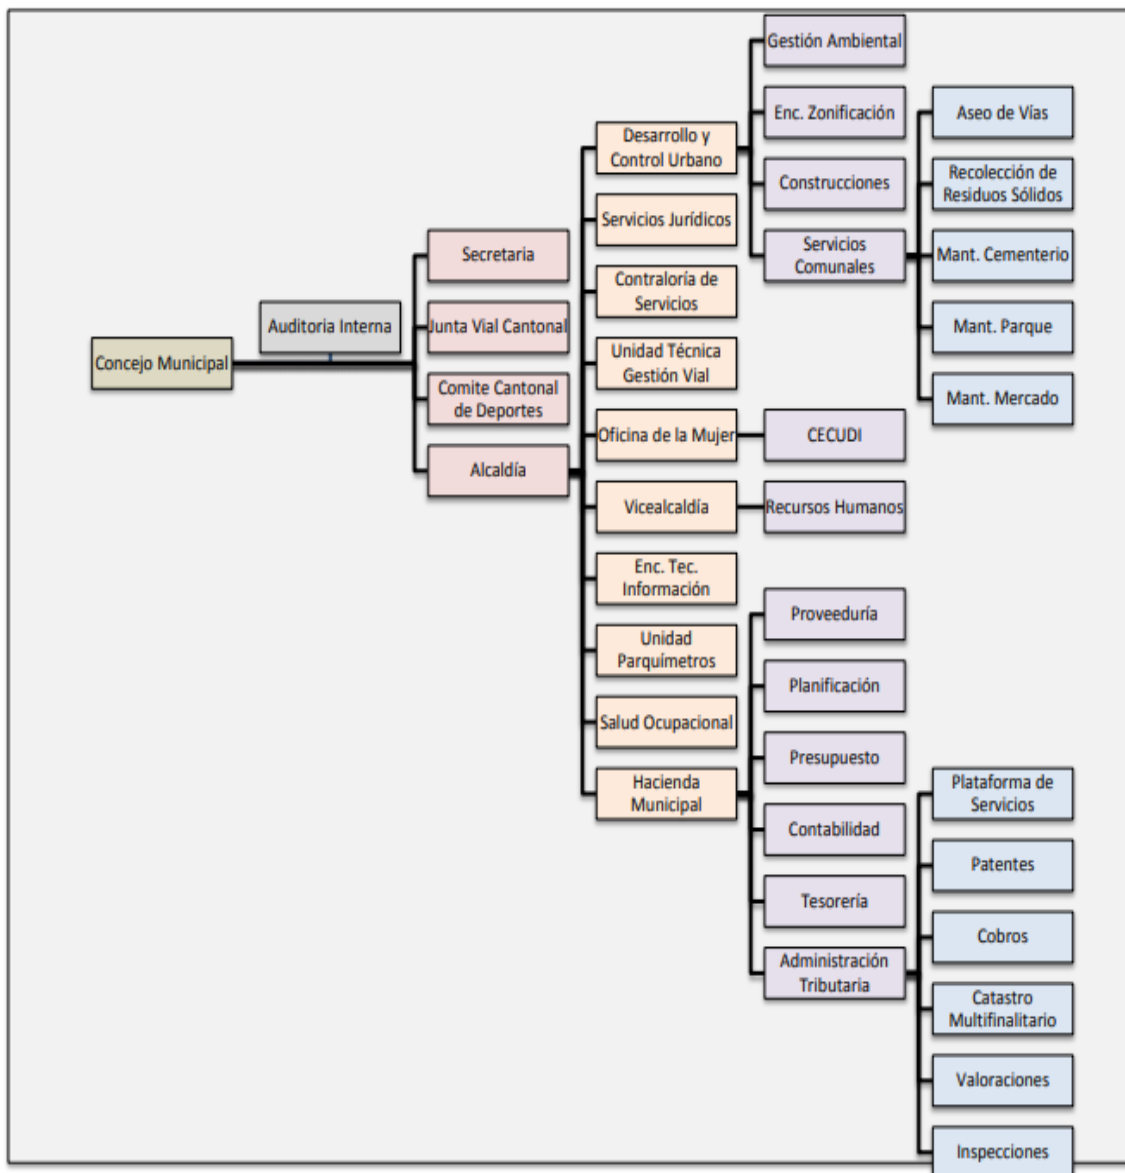 Concejo Municipal
Auditoria Interna
Secretaria
Junta Vial Cantonal
Comite Cantonal
de Deportes
Alcaldía
Desarrollo y
Control Urbano
Servicios Jurídicos
Contraloría de
Servicios
Unidad Técnica
Gestión Vial
Oficina de la Mujer
Vicealcaldía
Enc. Tec.
Información
Unidad
Parquímetros
Salud Ocupacional
Hacienda
Municipal
Gestión Ambiental
Enc. Zonificación
Construcciones
Servicios
Comunales
CECUDI
Recursos Humanos
Proveeduría
Planificación
Presupuesto
Contabilidad
Tesorería
Administración
Tributaria
Aseo de Vías
Recolección de
Residuos Sólidos
Mant. Cementerio
Mant. Parque
Mant. Mercado
Plataforma de
Servicios
Patentes
Cobros
Catastro
Multifinalitario
Valoraciones
Inspecciones